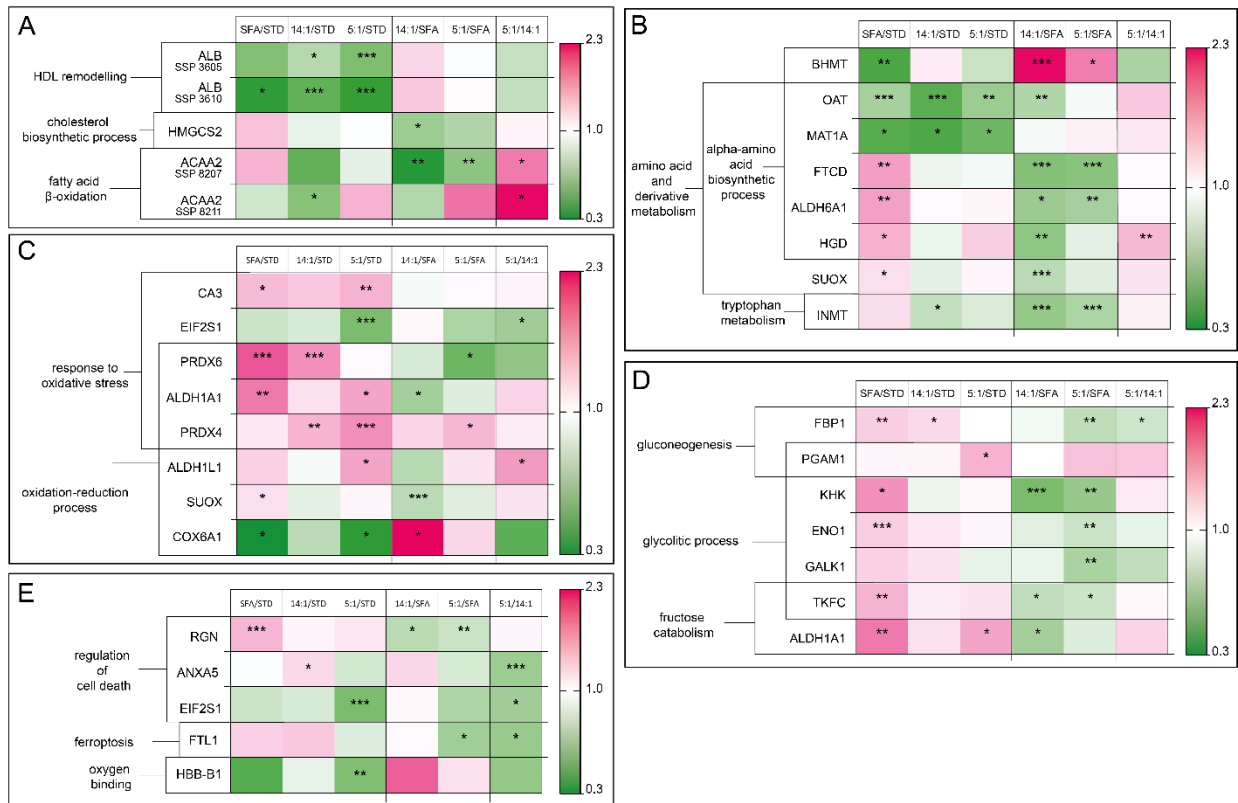 A
SFA/STD 14:1/STD 5:1/STD 14:1/SFA 5:1/SFA 5:1/14:1
HDL remodelling
ALB
SSP 3605
* ***
ALB
SSP 3610
* *** ***
cholesterol
biosynthetic process
HMGCS2
*
fatty acid
β-oxidation
ACAA2
SSP 8207
** ** *
ACAA2
SSP 8211
* *
2.3
1.0
0.3
B
SFA/STD 14:1/STD 5:1/STD 14:1/SFA 5:1/SFA 5:1/14:1
amino acid
and
derivative
metabolism
alpha-amino
acid
biosynthetic
process
tryptophan
metabolism
BHMT ** *** *
OAT *** *** ** **
MAT1A * * *
FTCD ** *** ***
ALDH6A1 ** * **
HGD * ** **
SUOX * ***
INMT * *** ***
2.3
1.0
0.3
C
SFA/STD 14:1/STD 5:1/STD 14:1/SFA 5:1/SFA 5:1/14:1
response to
oxidative stress
oxidation-reduction
process
CA3 * **
EIF2S1 *** *
PRDX6 *** *** *
ALDH1A1 ** * *
PRDX4 ** *** *
ALDH1L1 * *
SUOX * ***
COX6A1 * * *
2.3
1.0
0.3
D
SFA/STD 14:1/STD 5:1/STD 14:1/SFA 5:1/SFA 5:1/14:1
gluconeogenesis
glycolitic process
fructose
catabolism
FBP1 ** * ** *
PGAM1 *
KHK * *** **
ENO1 *** **
GALK1 **
TKFC ** * *
ALDH1A1 ** * *
2.3
1.0
0.3
E
SFA/STD 14:1/STD 5:1/STD 14:1/SFA 5:1/SFA 5:1/14:1
regulation
of
cell death
ferroptosis
oxygen
binding
RGN *** * **
ANXA5 * ***
EIF2S1 *** *
FTL1 * *
HBB-B1 **
2.3
1.0
0.3